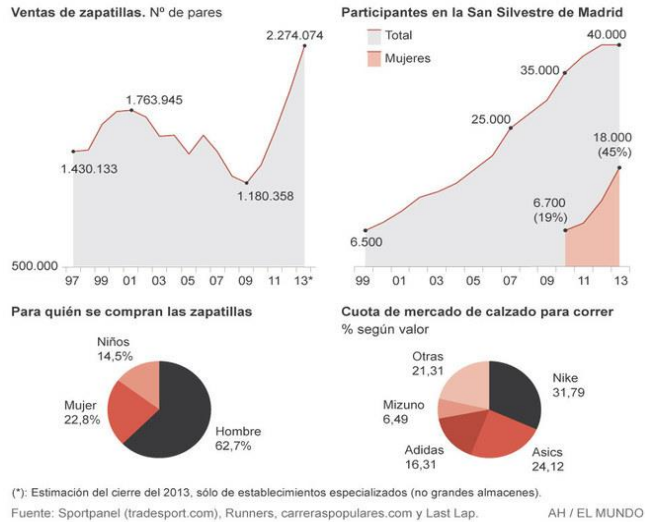 Ventas de zapatillas. Nº de pares
2.274.074
1.763.945
1.430.133
1.180.358
500.000
97 99 01 03 05 07 09 11 13*
Participantes en la San Silvestre de Madrid
Total
Mujeres
40.000
35.000
25.000
18.000
(45%)
6.700
(19%)
6.500
99 01 03 05 07 09 11 13
Para quién se compran las zapatillas
Niños
14,5%
Mujer
22,8%
Hombre
62,7%
Cuota de mercado de calzado para correr
% según valor
Otras
21,31
Nike
31,79
Mizuno
6,49
Adidas
16,31
Asics
24,12
(*): Estimación del cierre del 2013, sólo de establecimientos especializados (no grandes almacenes).
Fuente: Sportpanel (tradesport.com), Runners, carreraspopulares.com y Last Lap.
AH / EL MUNDO